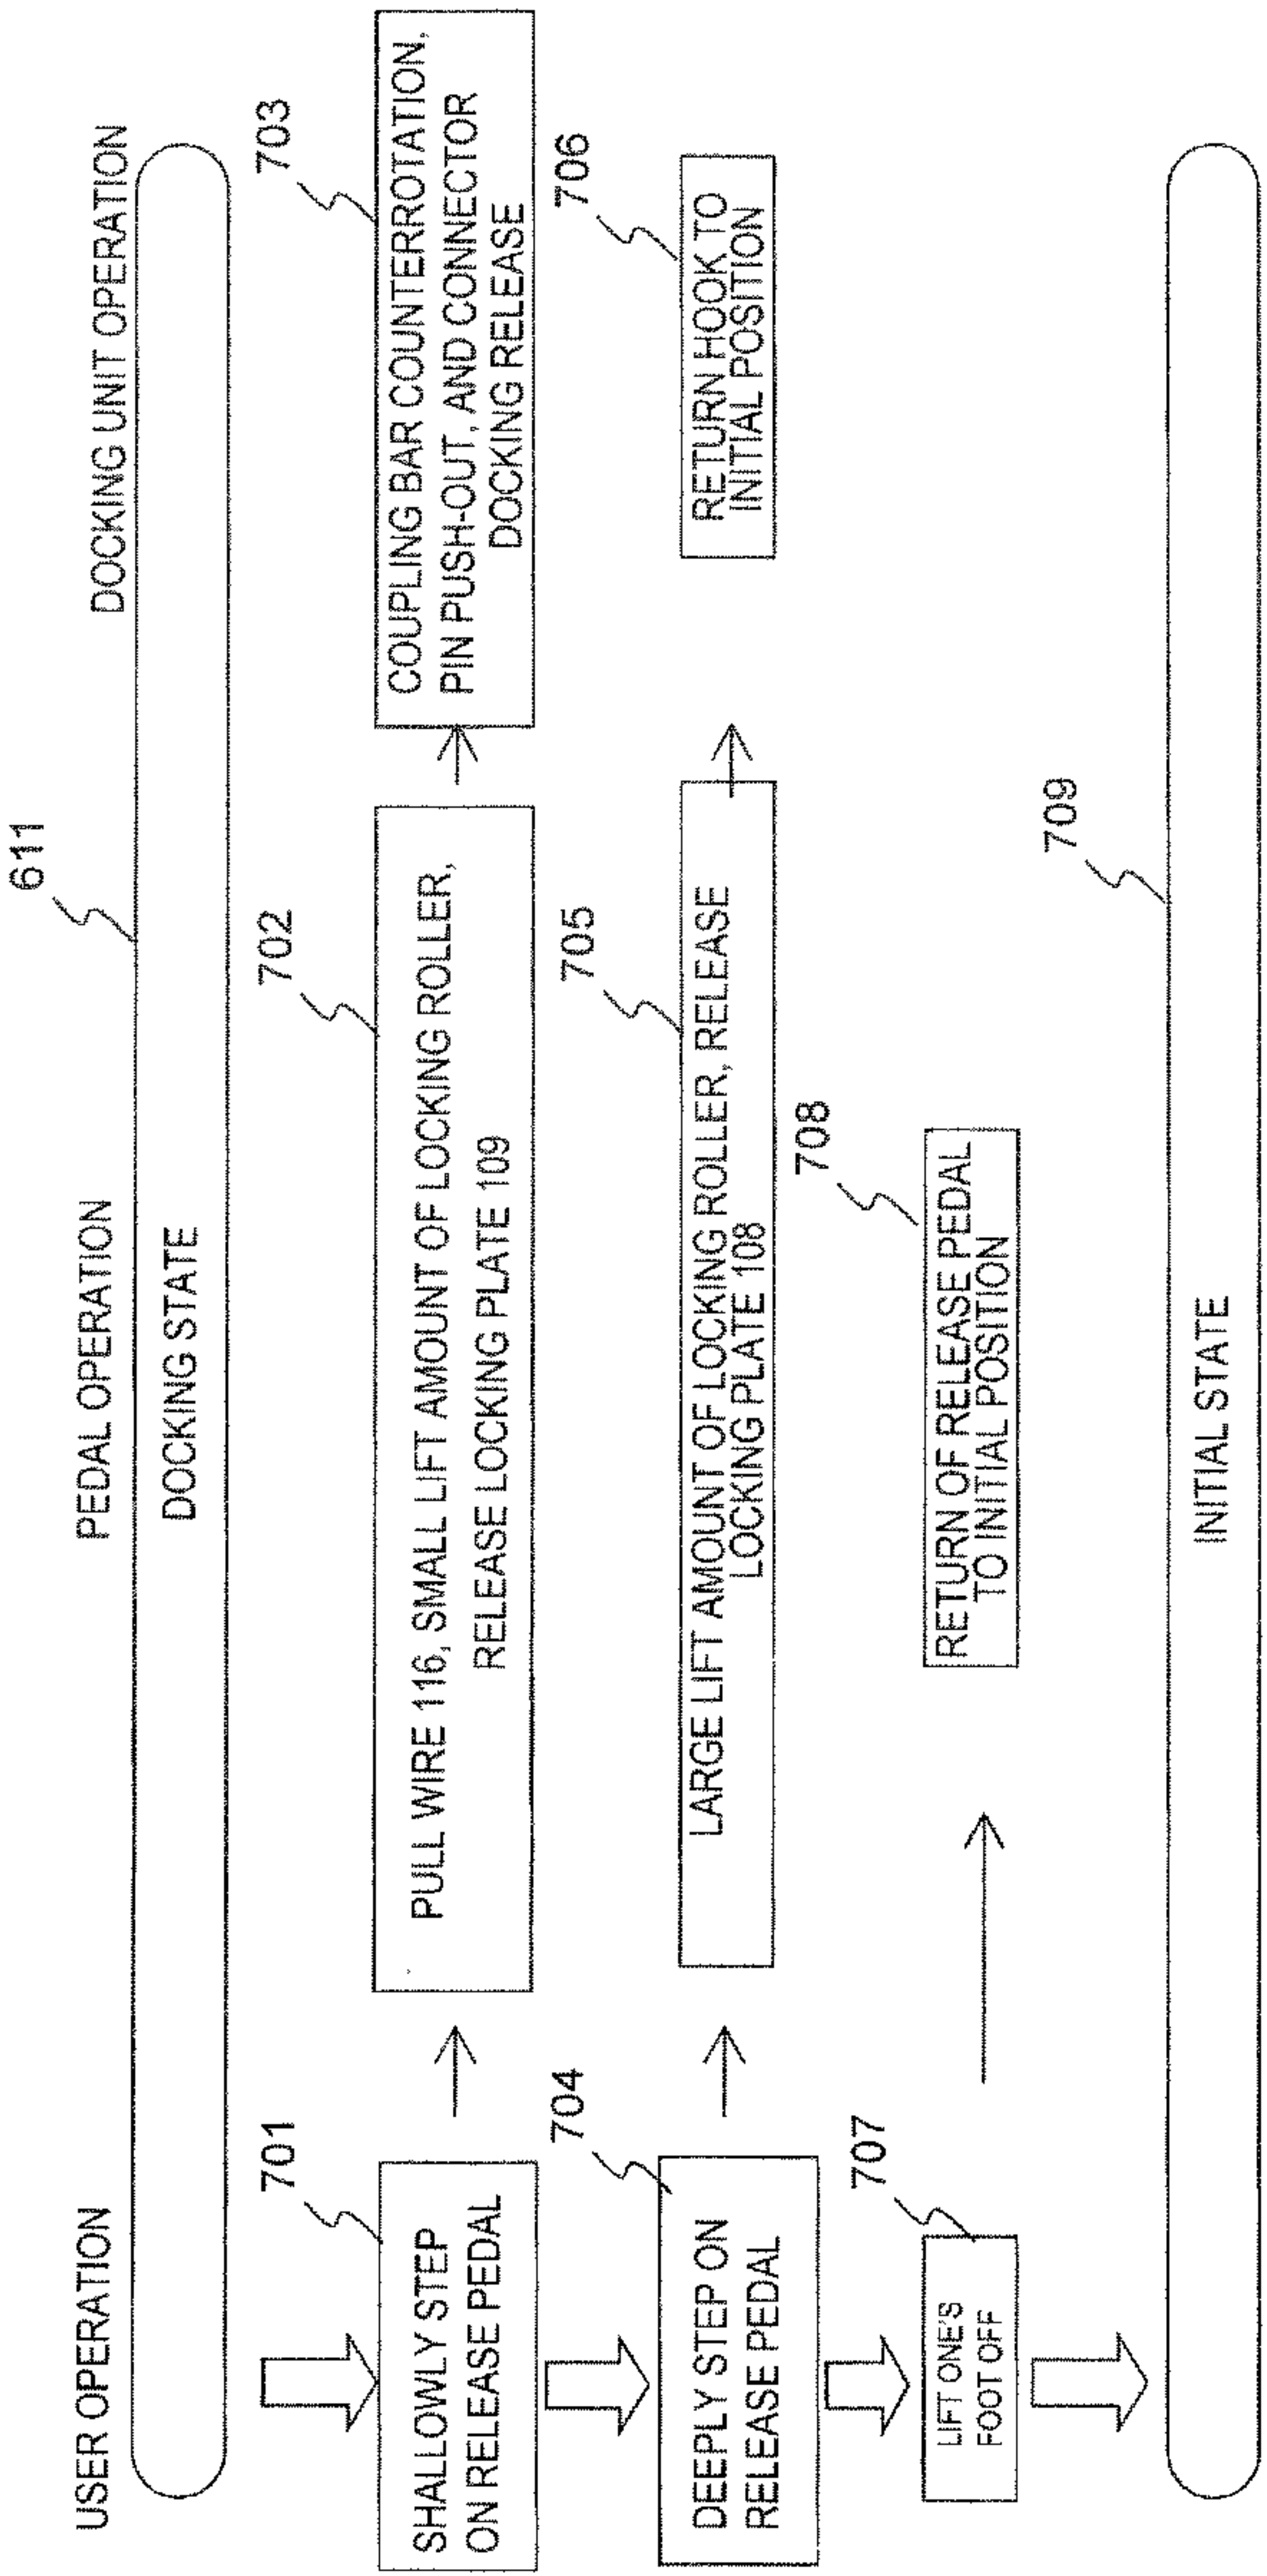 USER OPERATION
PEDAL OPERATION
DOCKING UNIT OPERATION
611
DOCKING STATE
701
SHALLOWLY STEP
ON RELEASE PEDAL
702
PULL WIRE 116, SMALL LIFT AMOUNT OF LOCKING ROLLER,
RELEASE LOCKING PLATE 109
703
COUPLING BAR COUNTERROTATION,
PIN PUSH-OUT, AND CONNECTOR
DOCKING RELEASE
704
DEEPLY STEP ON
RELEASE PEDAL
705
LARGE LIFT AMOUNT OF LOCKING ROLLER, RELEASE
LOCKING PLATE 108
706
RETURN HOOK TO
INITIAL POSITION
707
LIFT ONE'S
FOOT OFF
708
RETURN OF RELEASE PEDAL
TO INITIAL POSITION
709
INITIAL STATE